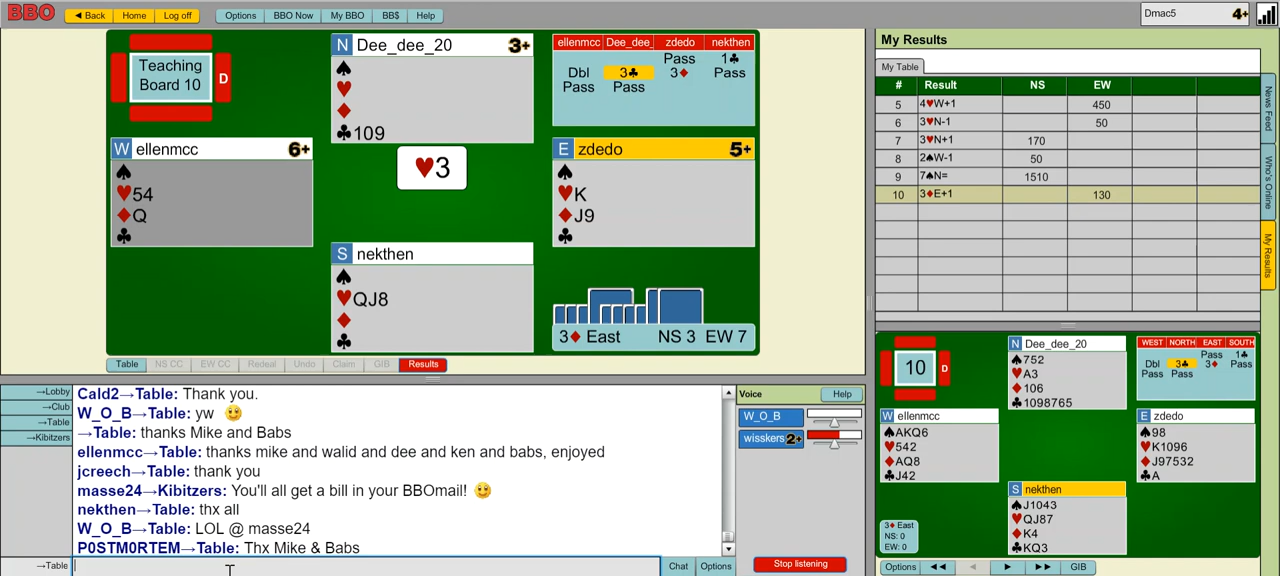 BBO ◄ Back Home Log off Options BBO Now My BBO BB$ Help Dmac5 4+
Teaching
Board 10 D
N Dee_dee_20 3+
♠
♥
♦
♣109
ellenmcc Dee_dee_ zdedo nekthen
Pass 1♣
Dbl 3♣ 3♦ Pass
Pass Pass
W ellenmcc 6+
♠
♥54
♦Q
♣
♥3
E zdedo 5+
♠
♥K
♦J9
♣
S nekthen
♠
♥QJ8
♦
♣
3♦ East NS 3 EW 7
Table NS CC EW CC Redeal Undo Claim GIB Results
My Results
My Table
# Result NS EW
5 4♥W+1 450
6 3♥N-1 50
7 3♥N+1 170
8 2♠W-1 50
9 7♠N= 1510
10 3♦E+1 130
News Feed
Who's Online
My Results
→Lobby
→Club
→Table
→Kibitzers
Cald2→Table: Thank you.
W_O_B→Table: yw
→Table: thanks Mike and Babs
ellenmcc→Table: thanks mike and walid and dee and ken and babs, enjoyed
jcreech→Table: thank you
masse24→Kibitzers: You'll all get a bill in your BBOmail!
nekthen→Table: thx all
W_O_B→Table: LOL @ masse24
P0STM0RTEM→Table: Thx Mike & Babs
→Table Chat Options
Voice Help
W_O_B
wisskers 2+
Stop listening
10 D
N Dee_dee_20
♠752
♥A3
♦106
♣1098765
WEST NORTH EAST SOUTH
Pass 1♣
Dbl 3♣ 3♦ Pass
Pass Pass
W ellenmcc
♠AKQ6
♥542
♦AQ8
♣J42
E zdedo
♠98
♥K1096
♦J97532
♣A
S nekthen
♠J1043
♥QJ87
♦K4
♣KQ3
3♦ East
NS: 0
EW: 0
Options ◄◄ ◄ ► ►► GIB